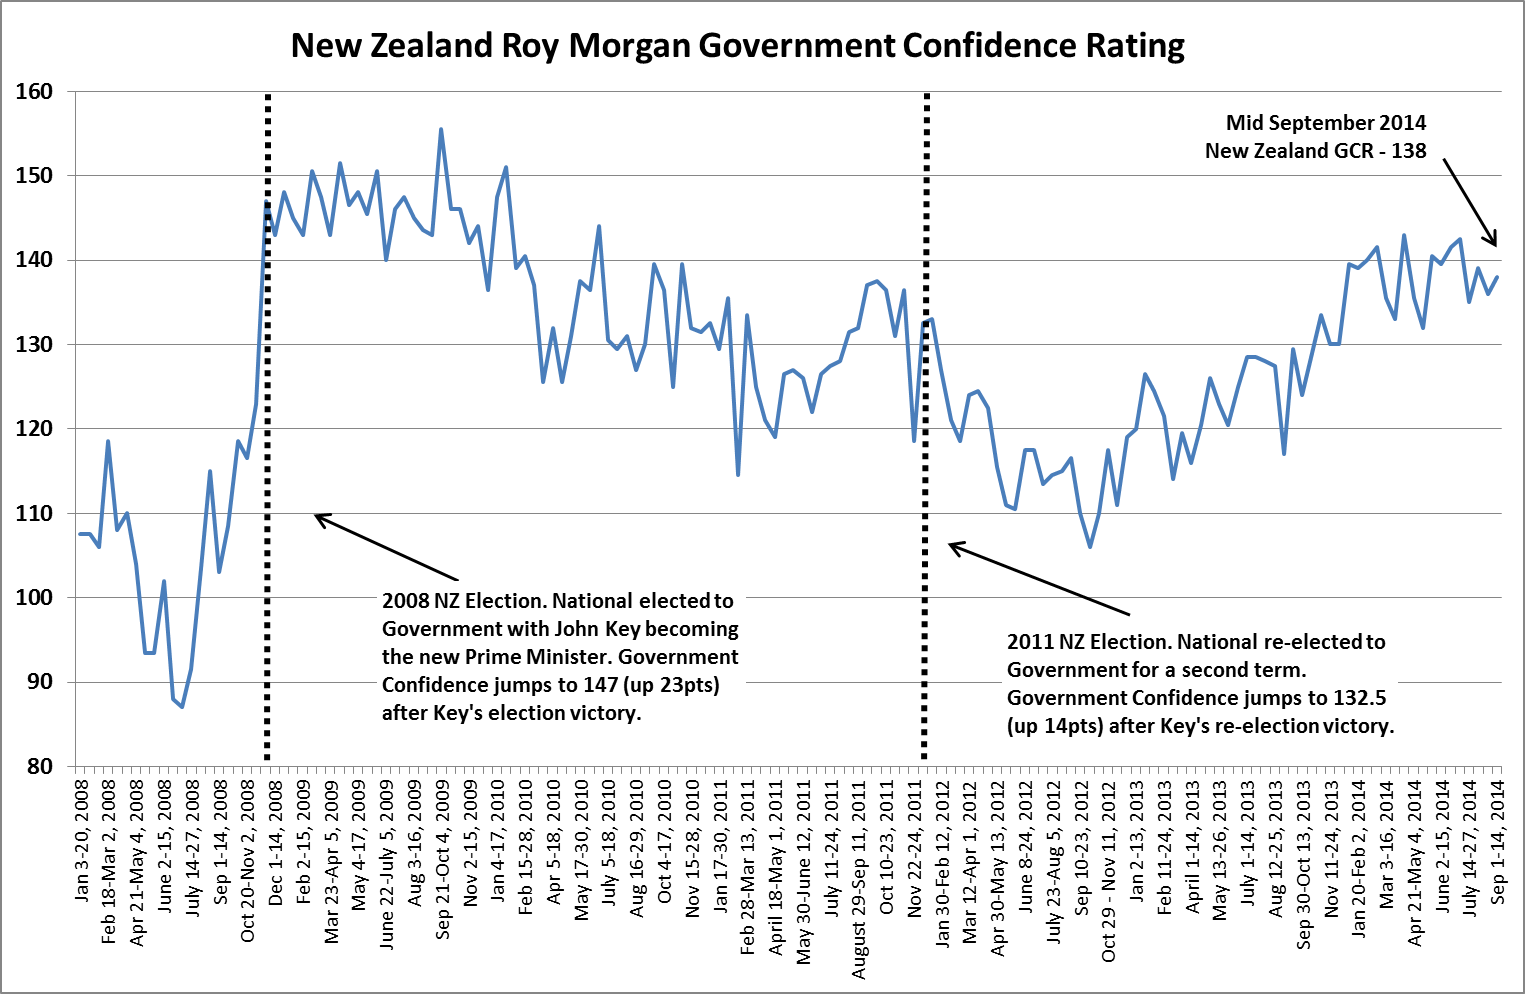 New Zealand Roy Morgan Government Confidence Rating
160
150
140
130
120
110
100
90
80
Mid September 2014
New Zealand GCR - 138
2008 NZ Election. National elected to
Government with John Key becoming
the new Prime Minister. Government
Confidence jumps to 147 (up 23pts)
after Key's election victory.
2011 NZ Election. National re-elected to
Government for a second term.
Government Confidence jumps to 132.5
(up 14pts) after Key's re-election victory.
Jan 3-20, 2008
Feb 18-Mar 2, 2008
Apr 21-May 4, 2008
June 2-15, 2008
July 14-27, 2008
Sep 1-14, 2008
Oct 20-Nov 2, 2008
Dec 1-14, 2008
Feb 2-15, 2009
Mar 23-Apr 5, 2009
May 4-17, 2009
June 22-July 5, 2009
Aug 3-16, 2009
Sep 21-Oct 4, 2009
Nov 2-15, 2009
Jan 4-17, 2010
Feb 15-28, 2010
Apr 5-18, 2010
May 17-30, 2010
July 5-18, 2010
Aug 16-29, 2010
Oct 4-17, 2010
Nov 15-28, 2010
Jan 17-30, 2011
Feb 28-Mar 13, 2011
April 18-May 1, 2011
May 30-June 12, 2011
July 11-24, 2011
August 29-Sep 11, 2011
Oct 10-23, 2011
Nov 22-24, 2011
Jan 30-Feb 12, 2012
Mar 12-Apr 1, 2012
Apr 30-May 13, 2012
June 8-24, 2012
July 23-Aug 5, 2012
Sep 10-23, 2012
Oct 29 - Nov 11, 2012
Jan 2-13, 2013
Feb 11-24, 2013
April 1-14, 2013
May 13-26, 2013
July 1-14, 2013
Aug 12-25, 2013
Sep 30-Oct 13, 2013
Nov 11-24, 2013
Jan 20-Feb 2, 2014
Mar 3-16, 2014
Apr 21-May 4, 2014
June 2-15, 2014
July 14-27, 2014
Sep 1-14, 2014